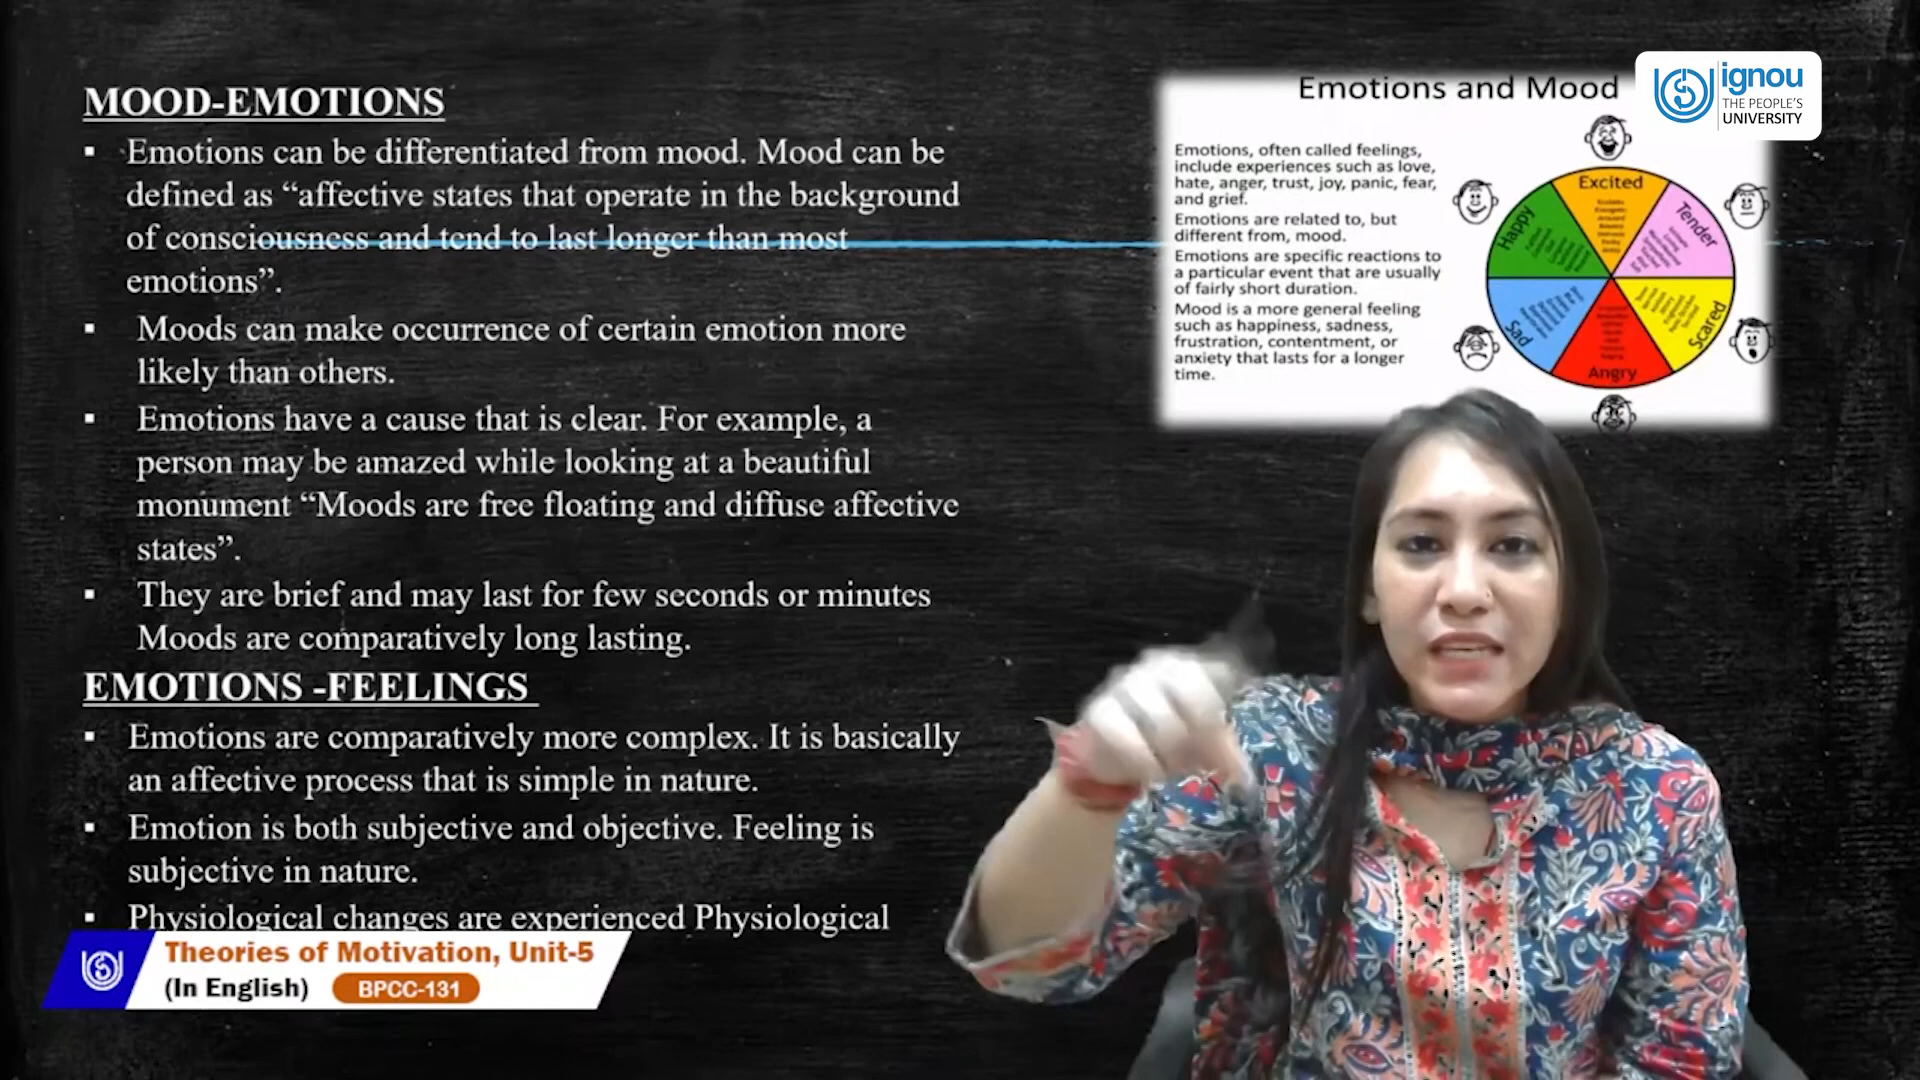 MOOD-EMOTIONS
▪ Emotions can be differentiated from mood. Mood can be
defined as “affective states that operate in the background
of consciousness and tend to last longer than most
emotions”.
▪ Moods can make occurrence of certain emotion more
likely than others.
▪ Emotions have a cause that is clear. For example, a
person may be amazed while looking at a beautiful
monument “Moods are free floating and diffuse affective
states”.
▪ They are brief and may last for few seconds or minutes
Moods are comparatively long lasting.
EMOTIONS -FEELINGS
▪ Emotions are comparatively more complex. It is basically
an affective process that is simple in nature.
▪ Emotion is both subjective and objective. Feeling is
subjective in nature.
▪ Physiological changes are experienced Physiological
Theories of Motivation, Unit-5
(In English) BPCC-131
Emotions and Mood
Emotions, often called feelings,
include experiences such as love,
hate, anger, trust, joy, panic, fear,
and grief.
Emotions are related to, but
different from, mood.
Emotions are specific reactions to
a particular event that are usually
of fairly short duration.
Mood is a more general feeling
such as happiness, sadness,
frustration, contentment, or
anxiety that lasts for a longer
time.
Excited
Tender
Scared
Angry
Sad
Happy
ignou
THE PEOPLE'S
UNIVERSITY